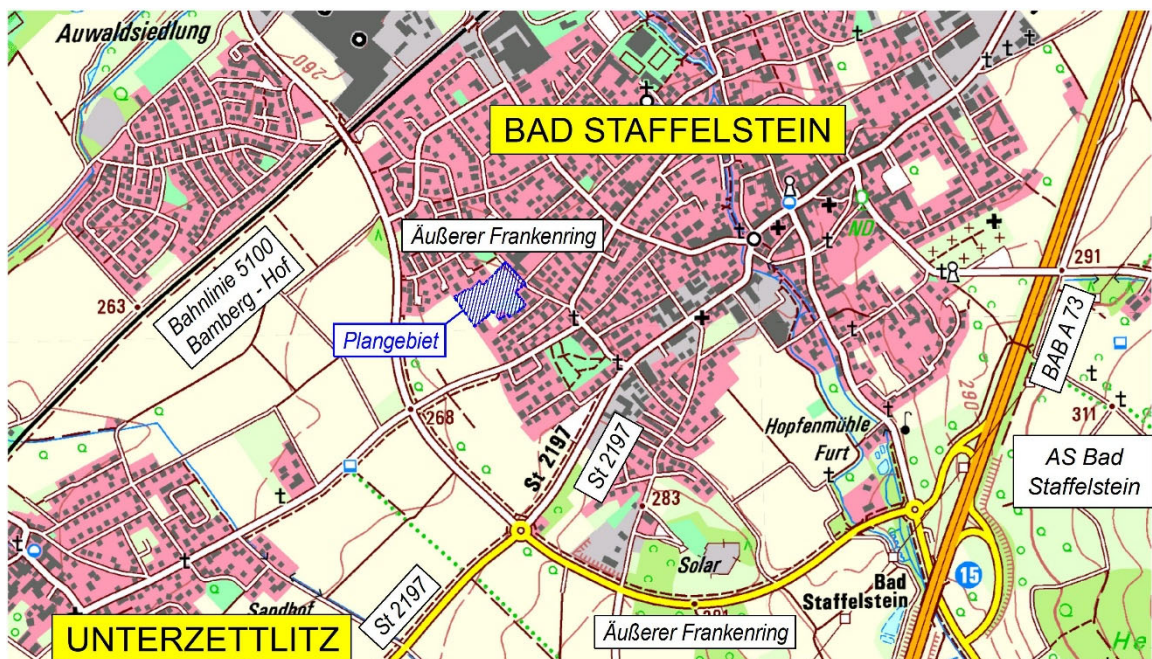 Auwaldsiedlung
260
BAD STAFFELSTEIN
Äußerer Frankenring
ND
291
263
Bahnlinie 5100
Bamberg - Hof
Plangebiet
BAB A 73
290
268
311
St 2197
St 2197
Hopfenmühle
Furt
AS Bad
Staffelstein
283
Solar
15
Bad
Staffelstein
Sandhof
St 2197
UNTERZETTLITZ
Äußerer Frankenring